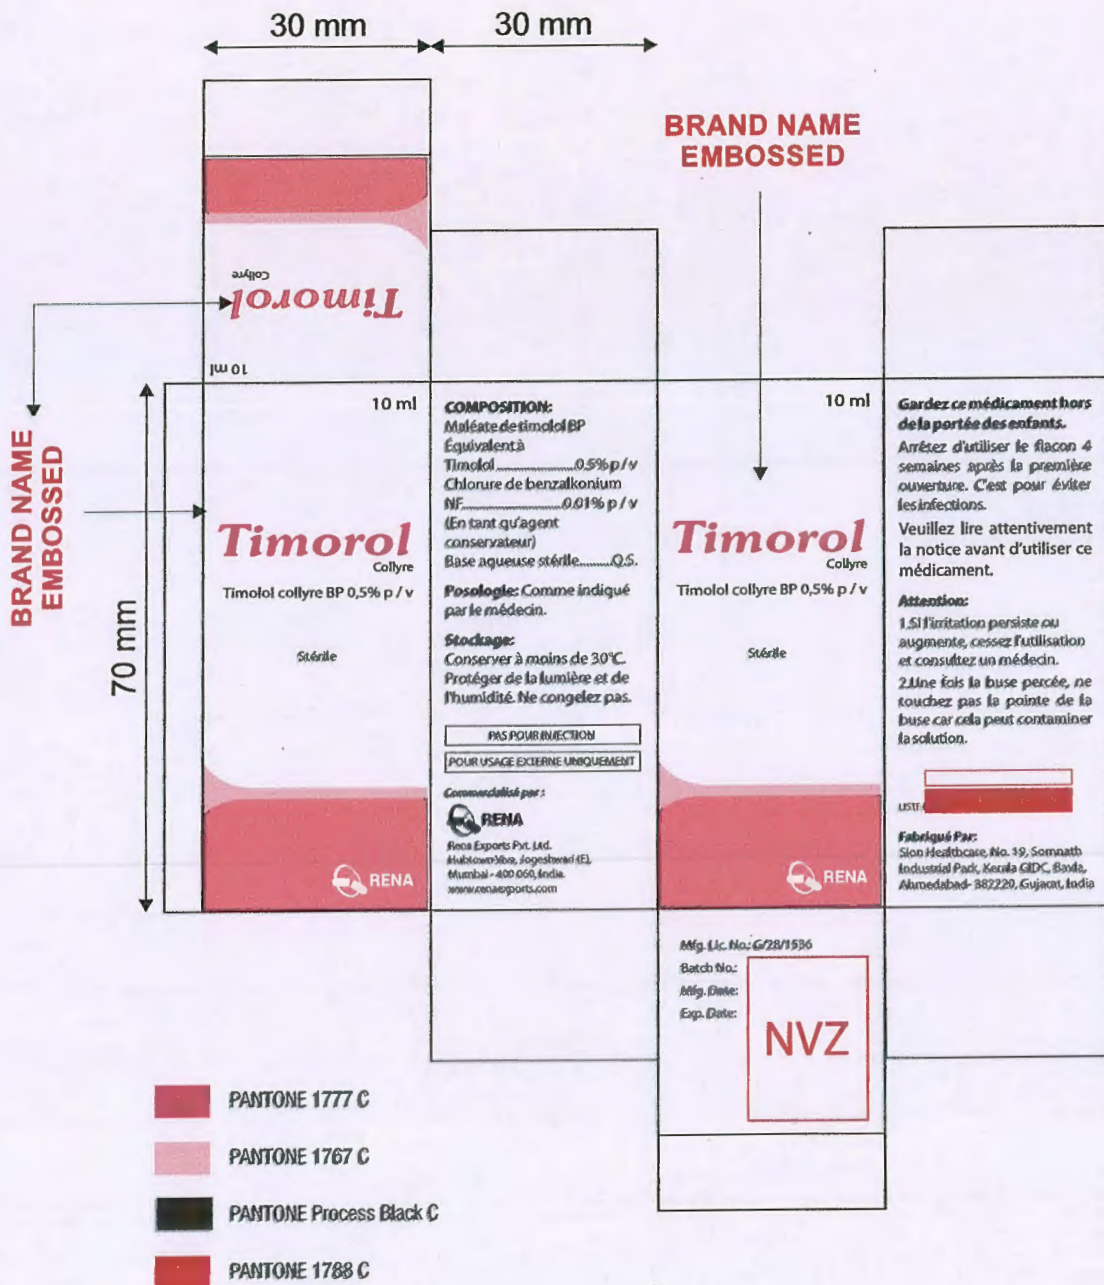 30 mm
30 mm
BRAND NAME
EMBOSSED
Timorol
Collyre
10 ml
BRAND NAME
EMBOSSED
70 mm
10 ml
Timorol
Collyre
Timolol collyre BP 0,5% p / v
Stérile
RENA
COMPOSITION:
Maléate de timolol BP
Équivalent à
Timolol........................0.5% p / v
Chlorure de benzalkonium
NF..............................0.01% p / v
(En tant qu'agent
conservateur)
Base aqueuse stérile.........Q.S.
Posologie: Comme indiqué
par le médecin.
Stockage:
Conserver à moins de 30°C.
Protéger de la lumière et de
l'humidité. Ne congelez pas.
PAS POUR INJECTION
POUR USAGE EXTERNE UNIQUEMENT
Commercialisé par :
RENA
Rena Exports Pvt. Ltd.
Hubtown Viva, Jogeshwari (E),
Mumbai - 400 060, India.
www.renaexports.com
10 ml
Timorol
Collyre
Timolol collyre BP 0,5% p / v
Stérile
RENA
Gardez ce médicament hors
de la portée des enfants.
Arrêtez d'utiliser le flacon 4
semaines après la première
ouverture. C'est pour éviter
les infections.
Veuillez lire attentivement
la notice avant d'utiliser ce
médicament.
Attention:
1.Si l'irritation persiste ou
augmente, cessez l'utilisation
et consultez un médecin.
2.Une fois la buse percée, ne
touchez pas la pointe de la
buse car cela peut contaminer
la solution.
LISTE
Fabriqué Par:
Sion Healthcare, No. 19, Somnath
Industrial Pack, Kerala GIDC, Bavla,
Ahmedabad- 382220, Gujarat, India
Mfg. Lic. No.: G/28/1536
Batch No.:
Mfg. Date:
Exp. Date:
NVZ
PANTONE 1777 C
PANTONE 1767 C
PANTONE Process Black C
PANTONE 1788 C